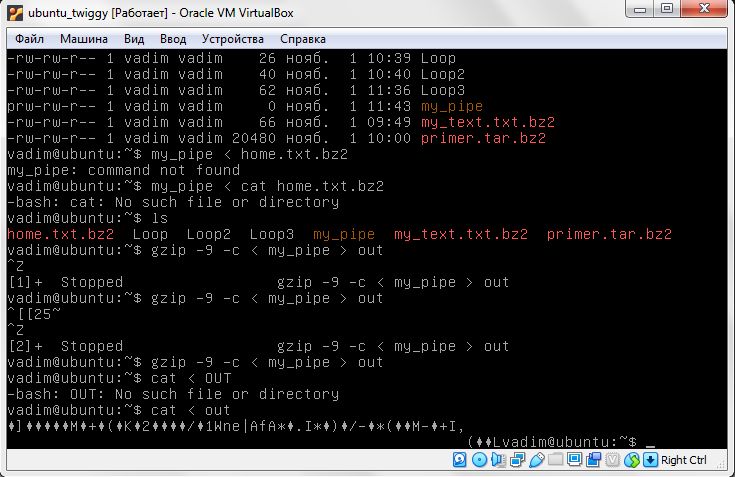 ubuntu_twiggy [Работает] - Oracle VM VirtualBox
Файл Машина Вид Ввод Устройства Справка
-rw-rw-r-- 1 vadim vadim 26 нояб. 1 10:39 Loop
-rw-rw-r-- 1 vadim vadim 40 нояб. 1 10:40 Loop2
-rw-rw-r-- 1 vadim vadim 62 нояб. 1 11:36 Loop3
prw-rw-r-- 1 vadim vadim 0 нояб. 1 11:43 my_pipe
-rw-rw-r-- 1 vadim vadim 66 нояб. 1 09:49 my_text.txt.bz2
-rw-rw-r-- 1 vadim vadim 20480 нояб. 1 10:00 primer.tar.bz2
vadim@ubuntu:~$ my_pipe < home.txt.bz2
my_pipe: command not found
vadim@ubuntu:~$ my_pipe < cat home.txt.bz2
-bash: cat: No such file or directory
vadim@ubuntu:~$ ls
home.txt.bz2 Loop Loop2 Loop3 my_pipe my_text.txt.bz2 primer.tar.bz2
vadim@ubuntu:~$ gzip -9 -c < my_pipe > out
^Z
[1]+ Stopped gzip -9 -c < my_pipe > out
vadim@ubuntu:~$ gzip -9 -c < my_pipe > out
^[[25~
^Z
[2]+ Stopped gzip -9 -c < my_pipe > out
vadim@ubuntu:~$ gzip -9 -c < my_pipe > out
vadim@ubuntu:~$ cat < OUT
-bash: OUT: No such file or directory
vadim@ubuntu:~$ cat < out
♦]♦♦♦♦♦M♦+♦(♦K♦2♦♦♦♦/♦1Wne|AfA*♦.I*♦)♦/-♦*(♦♦M-♦+I,
(♦♦Lvadim@ubuntu:~$ _
Right Ctrl